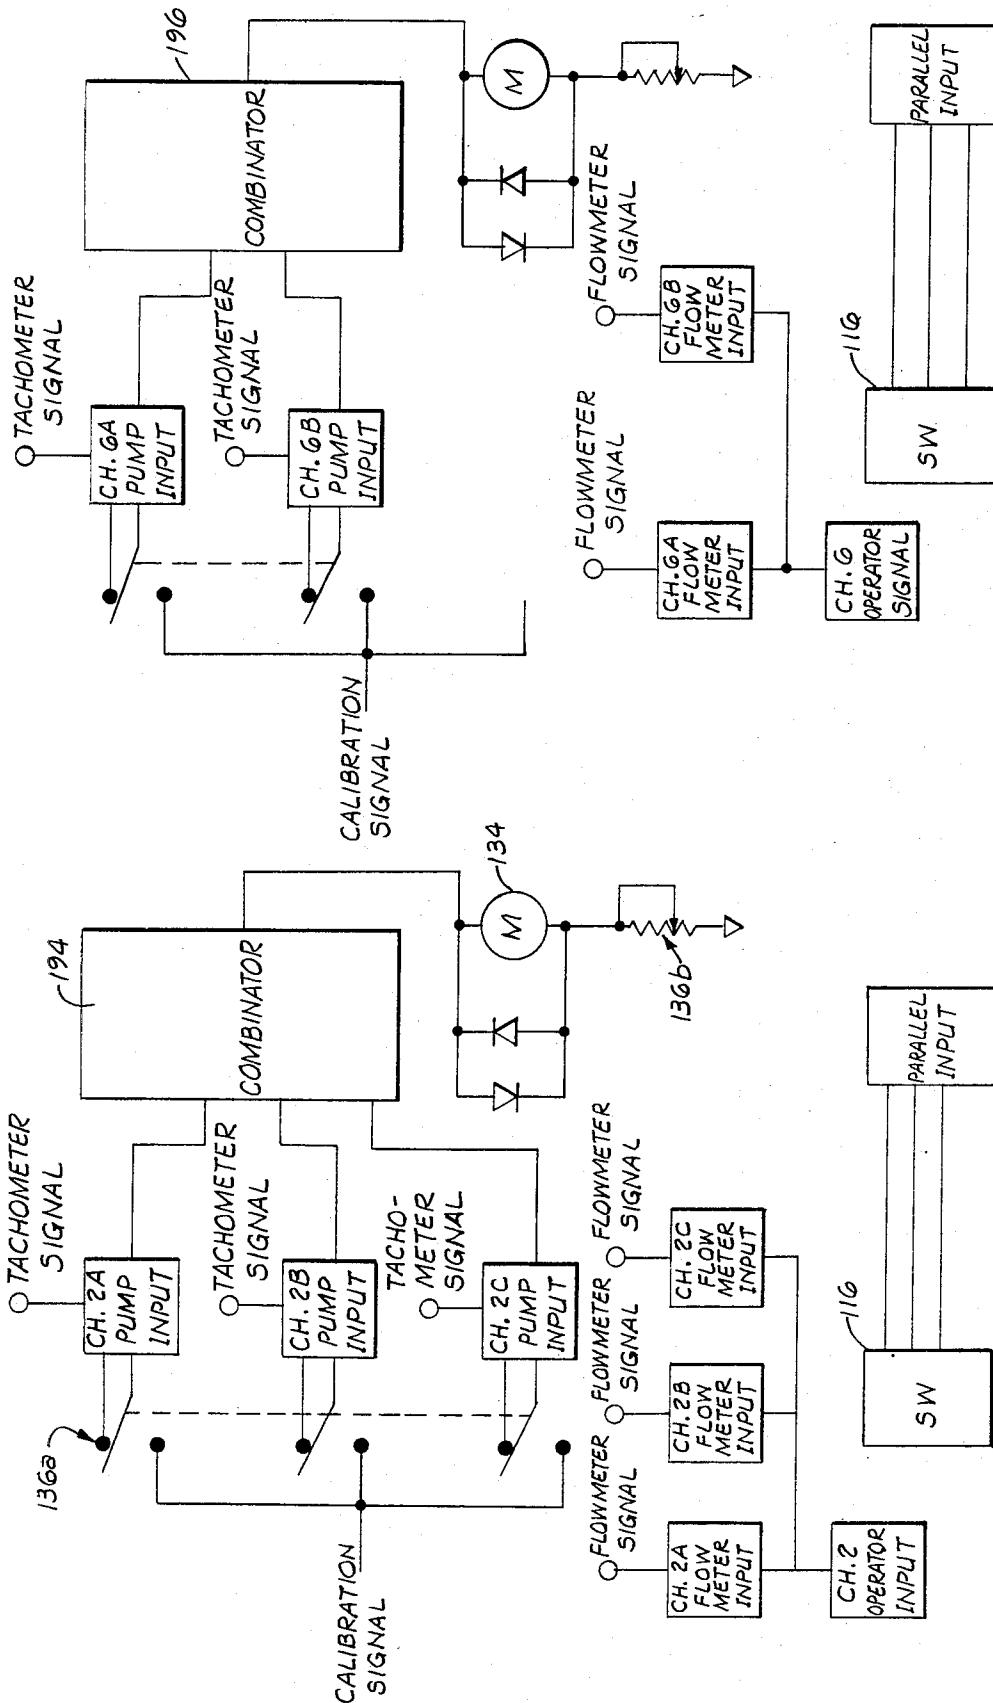 TACHOMETER
SIGNAL
194
136a
CH. 2A
PUMP
INPUT
TACHOMETER
SIGNAL
CH. 2B
PUMP
INPUT
TACHO-
METER
SIGNAL
CH. 2C
PUMP
INPUT
COMBINATOR
CALIBRATION
SIGNAL
134
M
136b
FLOWMETER
SIGNAL
FLOWMETER
SIGNAL
FLOWMETER
SIGNAL
CH. 2A
FLOW
METER
INPUT
CH. 2B
FLOW
METER
INPUT
CH. 2C
FLOW
METER
INPUT
CH. 2
OPERATOR
INPUT
116
SW
PARALLEL
INPUT
TACHOMETER
SIGNAL
196
CH. 6A
PUMP
INPUT
TACHOMETER
SIGNAL
CH. 6B
PUMP
INPUT
COMBINATOR
CALIBRATION
SIGNAL
M
FLOWMETER
SIGNAL
FLOWMETER
SIGNAL
CH. 6A
FLOW
METER
INPUT
CH. 6B
FLOW
METER
INPUT
CH. 6
OPERATOR
SIGNAL
116
SW
PARALLEL
INPUT